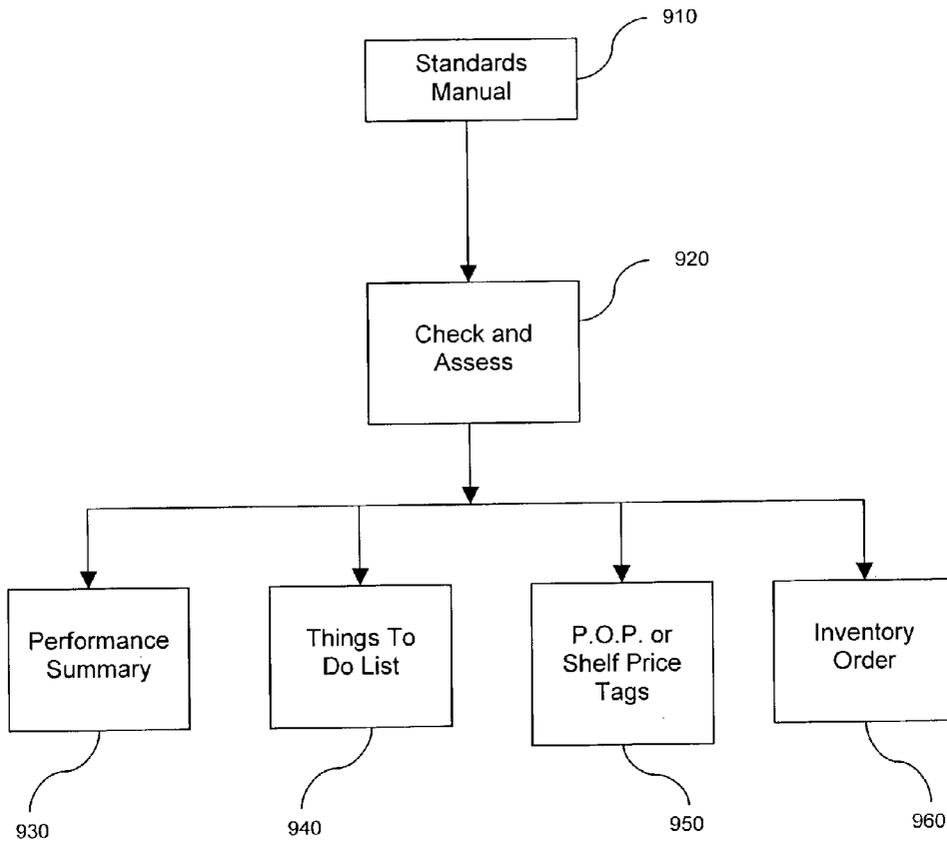 910
Standards
Manual
920
Check and
Assess
Performance
Summary
Things To
Do List
P.O.P. or
Shelf Price
Tags
Inventory
Order
930
940
950
960